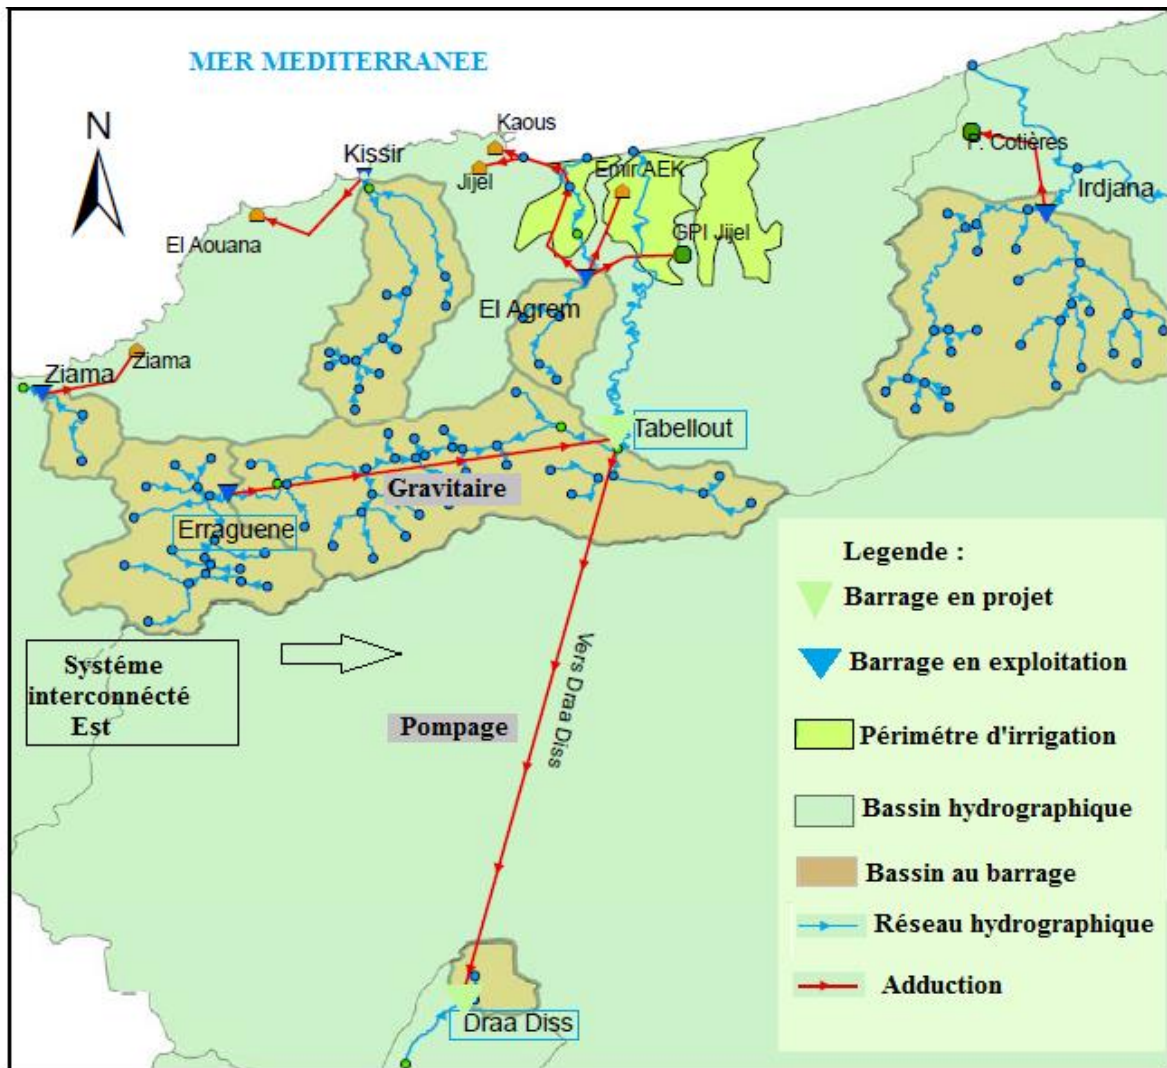 MER MEDITERRANEE
N
Kaous
Kissir
Jijel
Emir AEK
P. Cotières
Irdjana
El Aouana
GPI Jijel
El Agrem
Ziama
Ziama
Tabellout
Gravitaire
Erraguene
Systéme
interconnécté
Est
Pompage
Vers Draa Diss
Draa Diss
Legende :
Barrage en projet
Barrage en exploitation
Périmétre d'irrigation
Bassin hydrographique
Bassin au barrage
Réseau hydrographique
Adduction